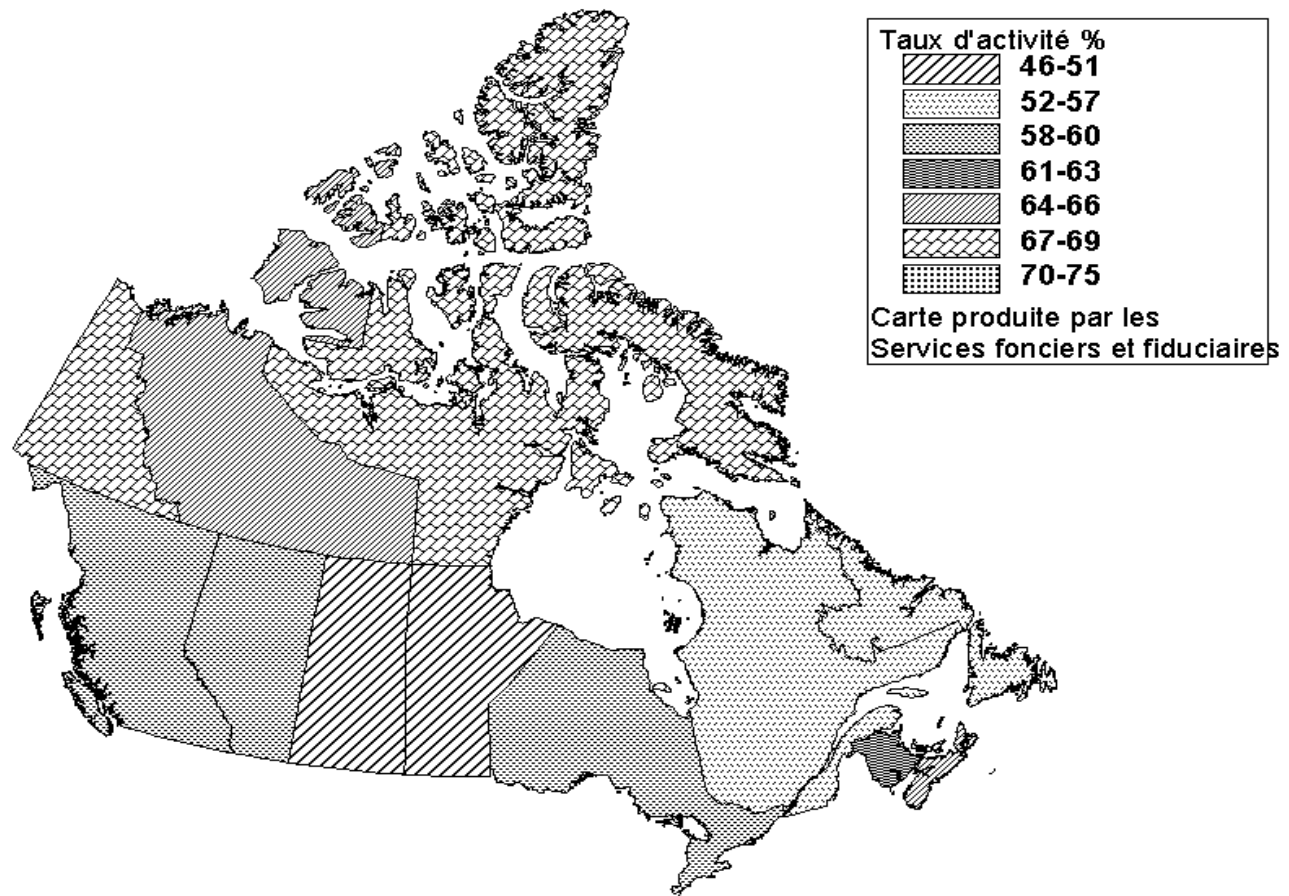 Taux d'activité %
46-51
52-57
58-60
61-63
64-66
67-69
70-75
Carte produite par les
Services fonciers et fiduciaires